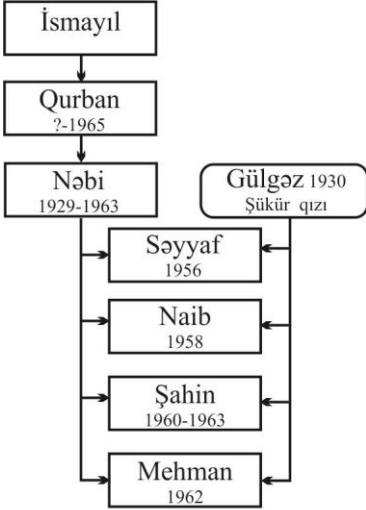 İsmayıl
Qurban
?-1965
Nəbi
1929-1963
Gülgəz 1930
Şükür qızı
Səyyaf
1956
Naib
1958
Şahin
1960-1963
Mehman
1962